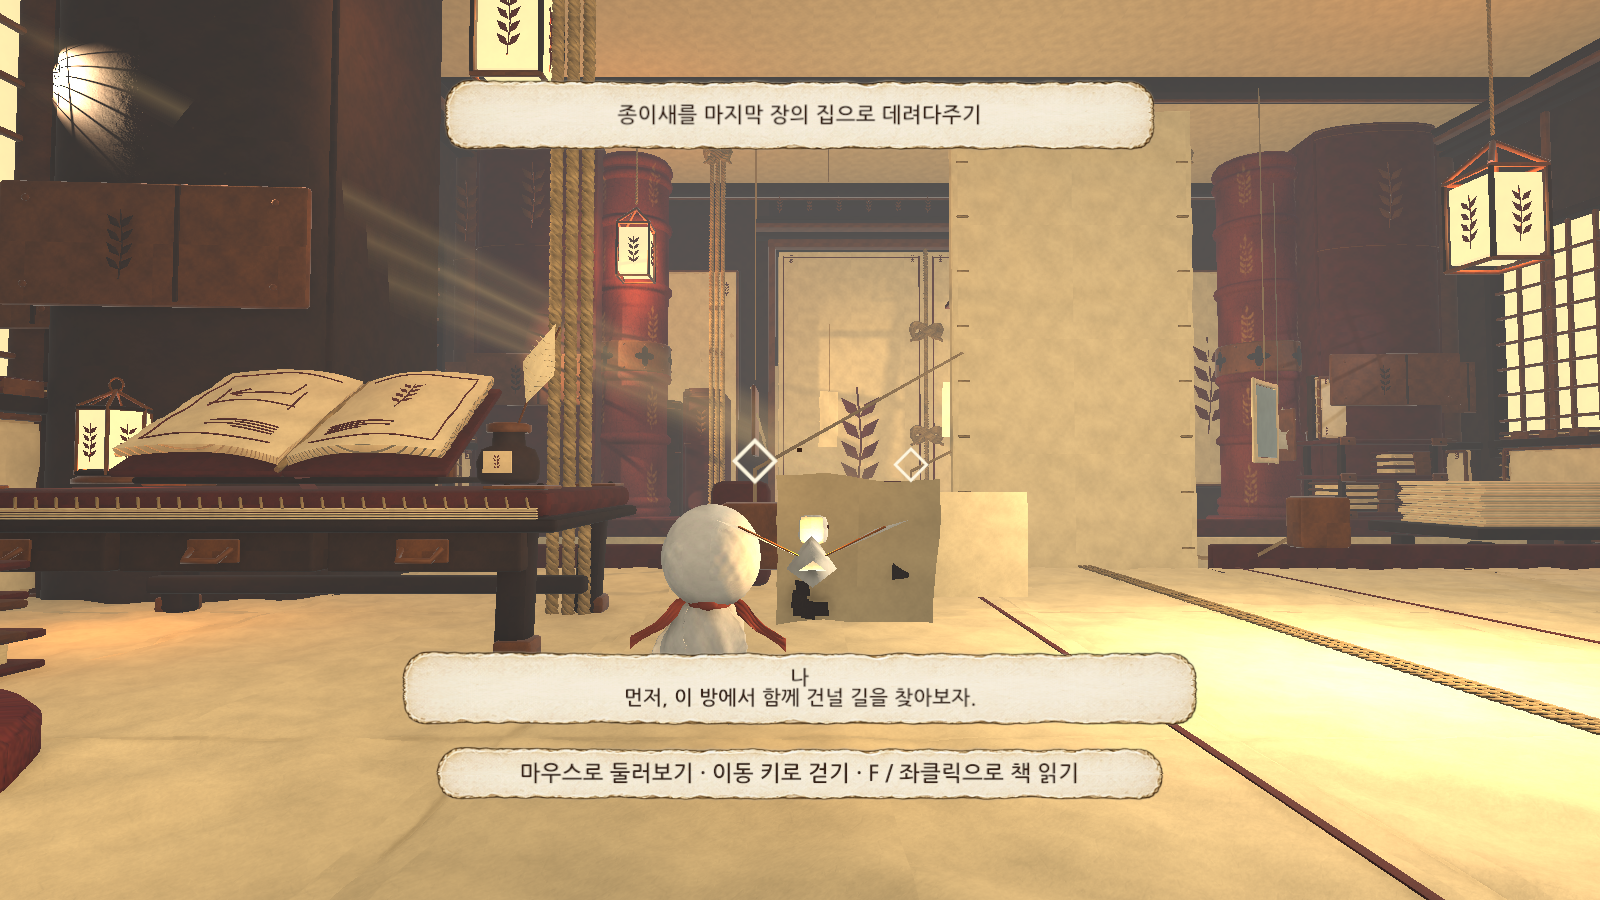 종이새를 마지막 장의 집으로 데려다주기
나
먼저, 이 방에서 함께 건널 길을 찾아보자.
마우스로 둘러보기 · 이동 키로 걷기 · F / 좌클릭으로 책 읽기